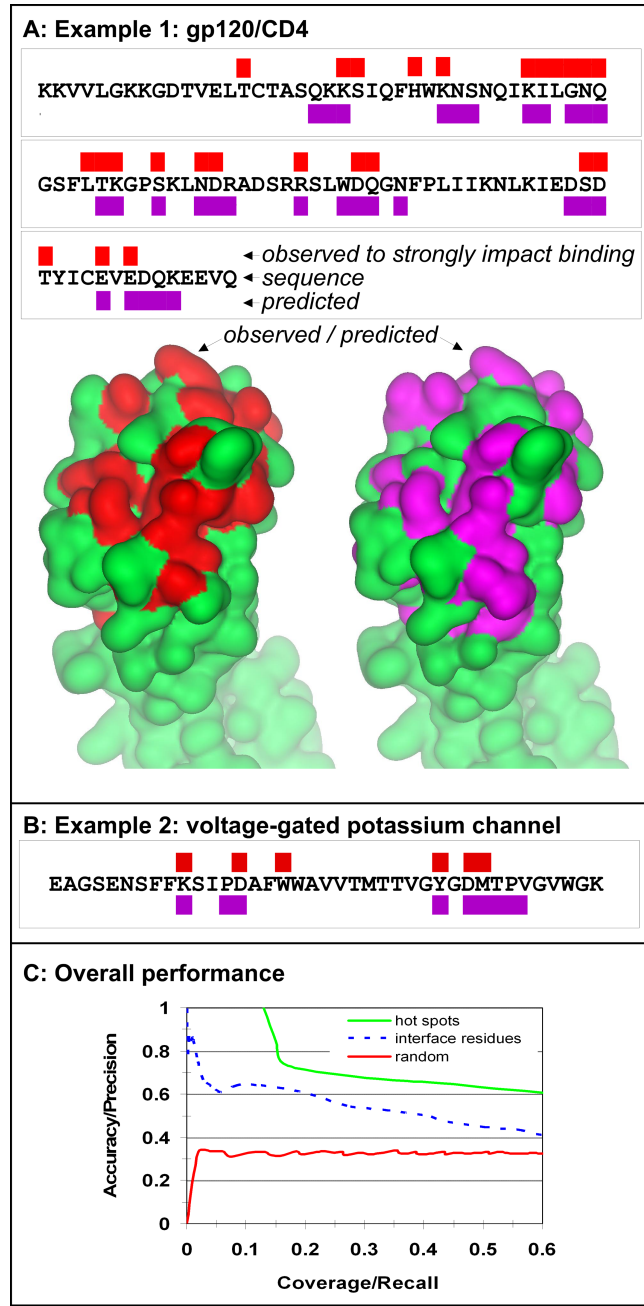 A: Example 1: gp120/CD4
KKVVLGKKGDTVELTCTASQKKSIQFHWKNSNQIKILGNQ
GSFLTKGPSKLNDRADSRRSLWDQGNFPLIIKNLKIEDSD
observed to strongly impact binding
TYICEVEDQKEEVQ sequence
predicted
observed / predicted
B: Example 2: voltage-gated potassium channel
EAGSENSFFKSIPDAFWWAVVTMTTVGYGDMTPVGVWGK
C: Overall performance
Accuracy/Precision
1
0.8
0.6
0.4
0.2
0
hot spots
interface residues
random
0 0.1 0.2 0.3 0.4 0.5 0.6
Coverage/Recall